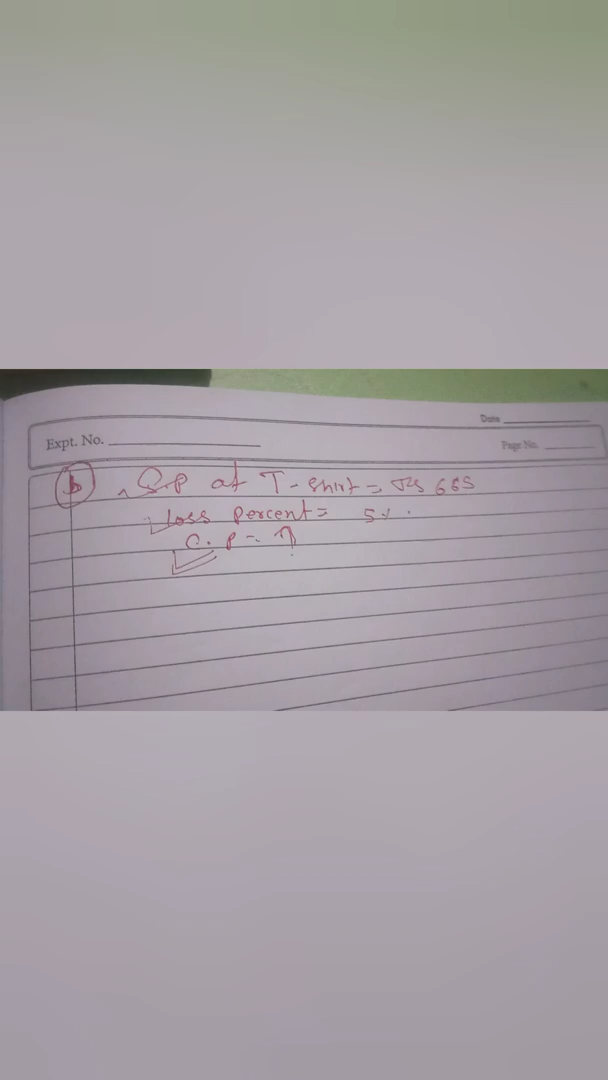 Date
Expt. No.
Page No.
b S.P of T-shirt = Rs 665
loss percent = 5%.
C.P = ?